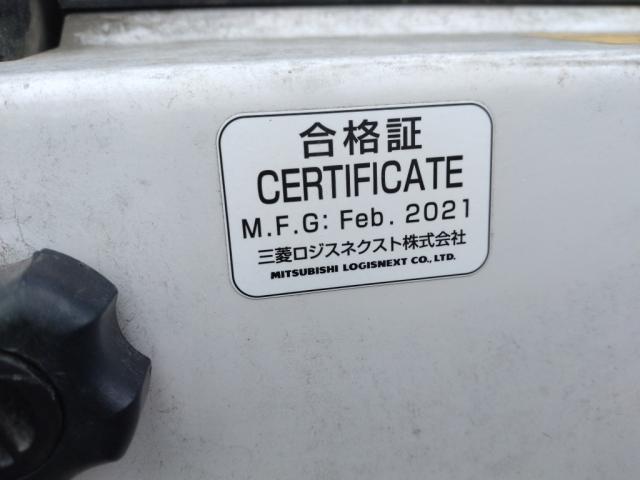 合格証
CERTIFICATE
M.F.G: Feb. 2021
三菱ロジスネクスト株式会社
MITSUBISHI LOGISNEXT CO., LTD.